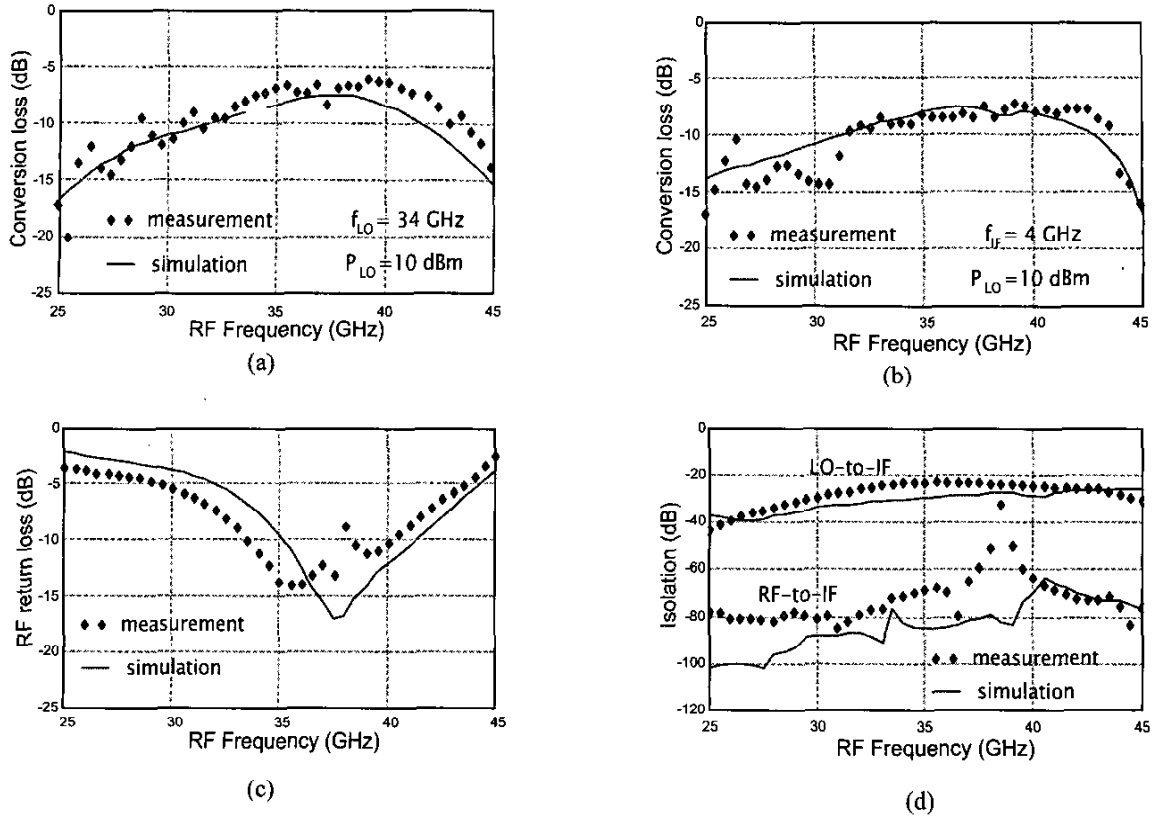 0
-5
-10
-15
-20
-25
Conversion loss (dB)
measurement
f_LO = 34 GHz
simulation
P_LO = 10 dBm
25 30 35 40 45
RF Frequency (GHz)
(a)
0
-5
-10
-15
-20
-25
Conversion loss (dB)
measurement
f_IF = 4 GHz
simulation
P_LO = 10 dBm
25 30 35 40 45
RF Frequency (GHz)
(b)
0
-5
-10
-15
-20
-25
RF return loss (dB)
measurement
simulation
25 30 35 40 45
RF Frequency (GHz)
(c)
0
-20
-40
-60
-80
-100
-120
Isolation (dB)
LO-to-IF
RF-to-IF
measurement
simulation
25 30 35 40 45
RF Frequency (GHz)
(d)